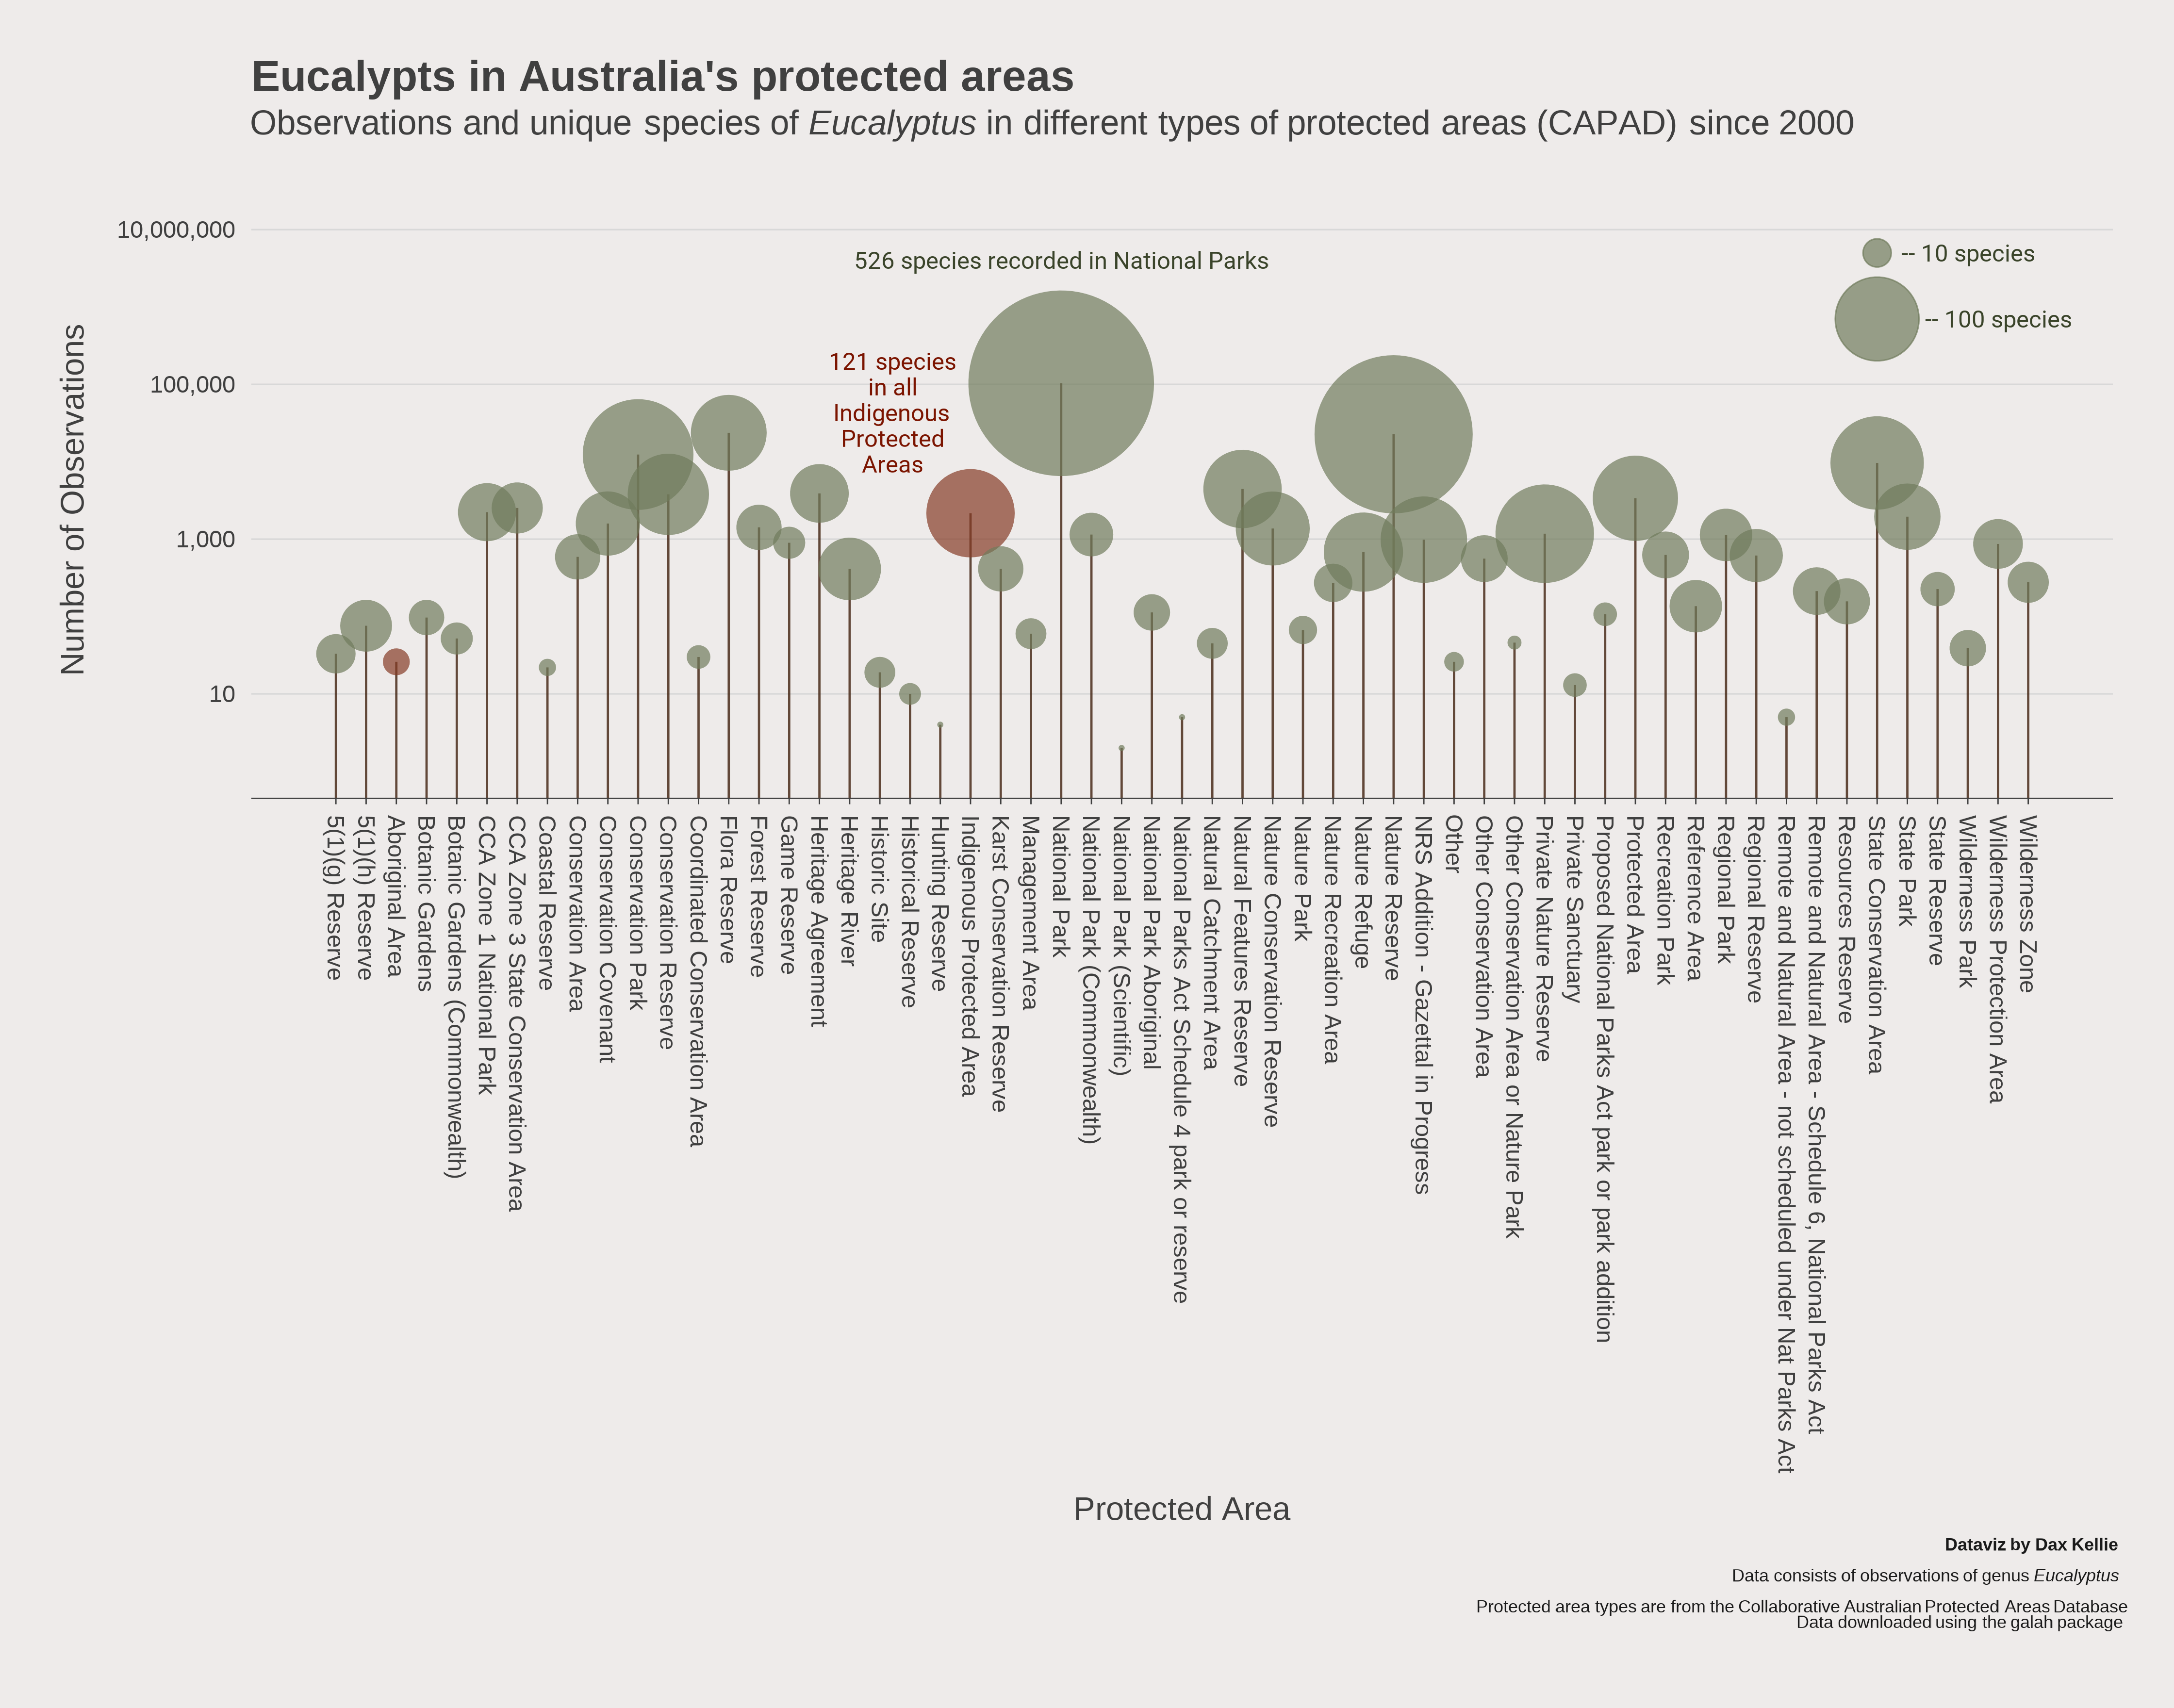 Eucalypts in Australia's protected areas
Observations and unique species of Eucalyptus in different types of protected areas (CAPAD) since 2000
10,000,000
100,000
1,000
10
Number of Observations
526 species recorded in National Parks
121 species
in all
Indigenous
Protected
Areas
-- 10 species
-- 100 species
5(1)(g) Reserve
5(1)(h) Reserve
Aboriginal Area
Botanic Gardens
Botanic Gardens (Commonwealth)
CCA Zone 1 National Park
CCA Zone 3 State Conservation Area
Coastal Reserve
Conservation Area
Conservation Covenant
Conservation Park
Conservation Reserve
Coordinated Conservation Area
Flora Reserve
Forest Reserve
Game Reserve
Heritage Agreement
Heritage River
Historic Site
Historical Reserve
Hunting Reserve
Indigenous Protected Area
Karst Conservation Reserve
Management Area
National Park
National Park (Commonwealth)
National Park (Scientific)
National Park Aboriginal
National Parks Act Schedule 4 park or reserve
Natural Catchment Area
Natural Features Reserve
Nature Conservation Reserve
Nature Park
Nature Recreation Area
Nature Refuge
Nature Reserve
NRS Addition - Gazettal in Progress
Other
Other Conservation Area
Other Conservation Area or Nature Park
Private Nature Reserve
Private Sanctuary
Proposed National Parks Act park or park addition
Protected Area
Recreation Park
Reference Area
Regional Park
Regional Reserve
Remote and Natural Area - not scheduled under Nat Parks Act
Remote and Natural Area - Schedule 6, National Parks Act
Resources Reserve
State Conservation Area
State Park
State Reserve
Wilderness Park
Wilderness Protection Area
Wilderness Zone
Protected Area
Dataviz by Dax Kellie
Data consists of observations of genus Eucalyptus
Protected area types are from the Collaborative Australian Protected Areas Database
Data downloaded using the galah package